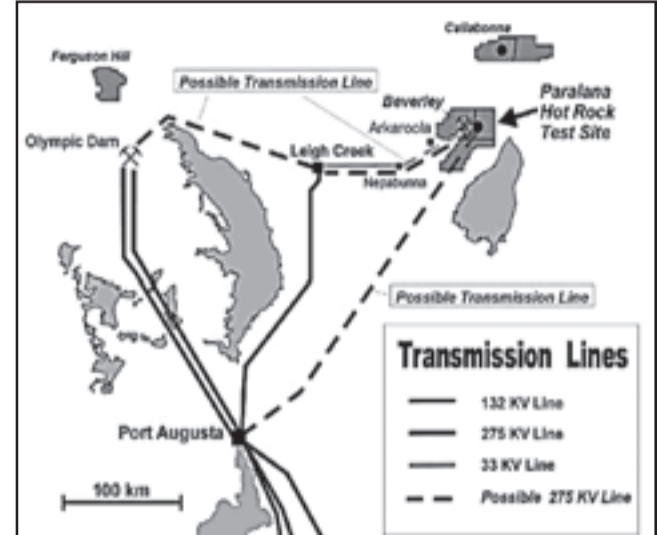 Callabonna
Ferguson Hill
Possible Transmission Line
Beverley
Paralana
Hot Rock
Test Site
Arkaroola
Olympic Dam
Leigh Creek
Nepabunna
Possible Transmission Line
Transmission Lines
132 KV Line
275 KV Line
33 KV Line
Possible 275 KV Line
Port Augusta
100 km